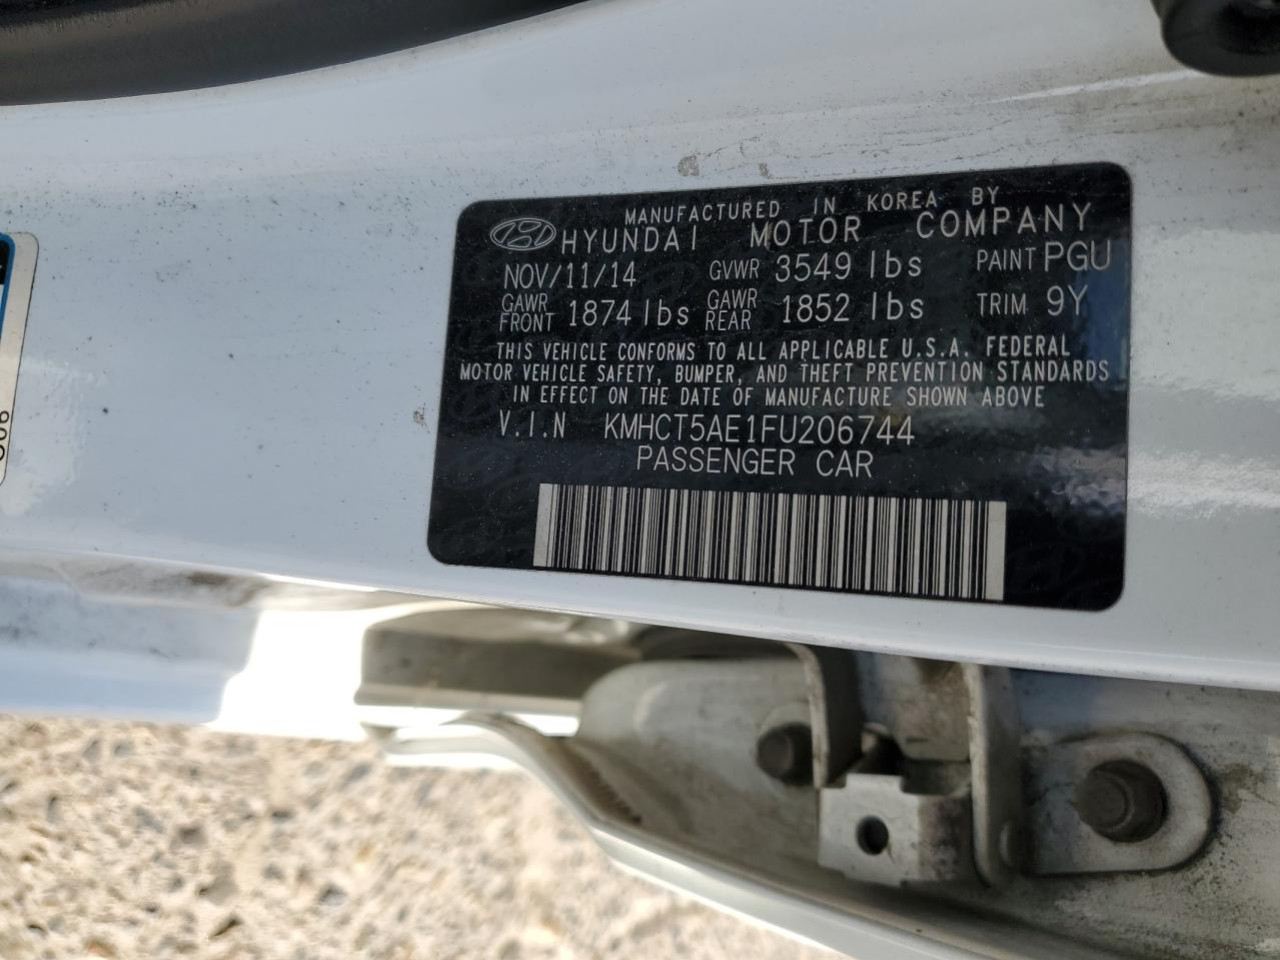 MANUFACTURED IN KOREA BY
HYUNDAI MOTOR COMPANY
NOV/11/14 GVWR 3549 lbs PAINT PGU
GAWR FRONT 1874 lbs GAWR REAR 1852 lbs TRIM 9Y
THIS VEHICLE CONFORMS TO ALL APPLICABLE U.S.A. FEDERAL
MOTOR VEHICLE SAFETY, BUMPER, AND THEFT PREVENTION STANDARDS
IN EFFECT ON THE DATE OF MANUFACTURE SHOWN ABOVE
V.I.N KMHCT5AE1FU206744
PASSENGER CAR